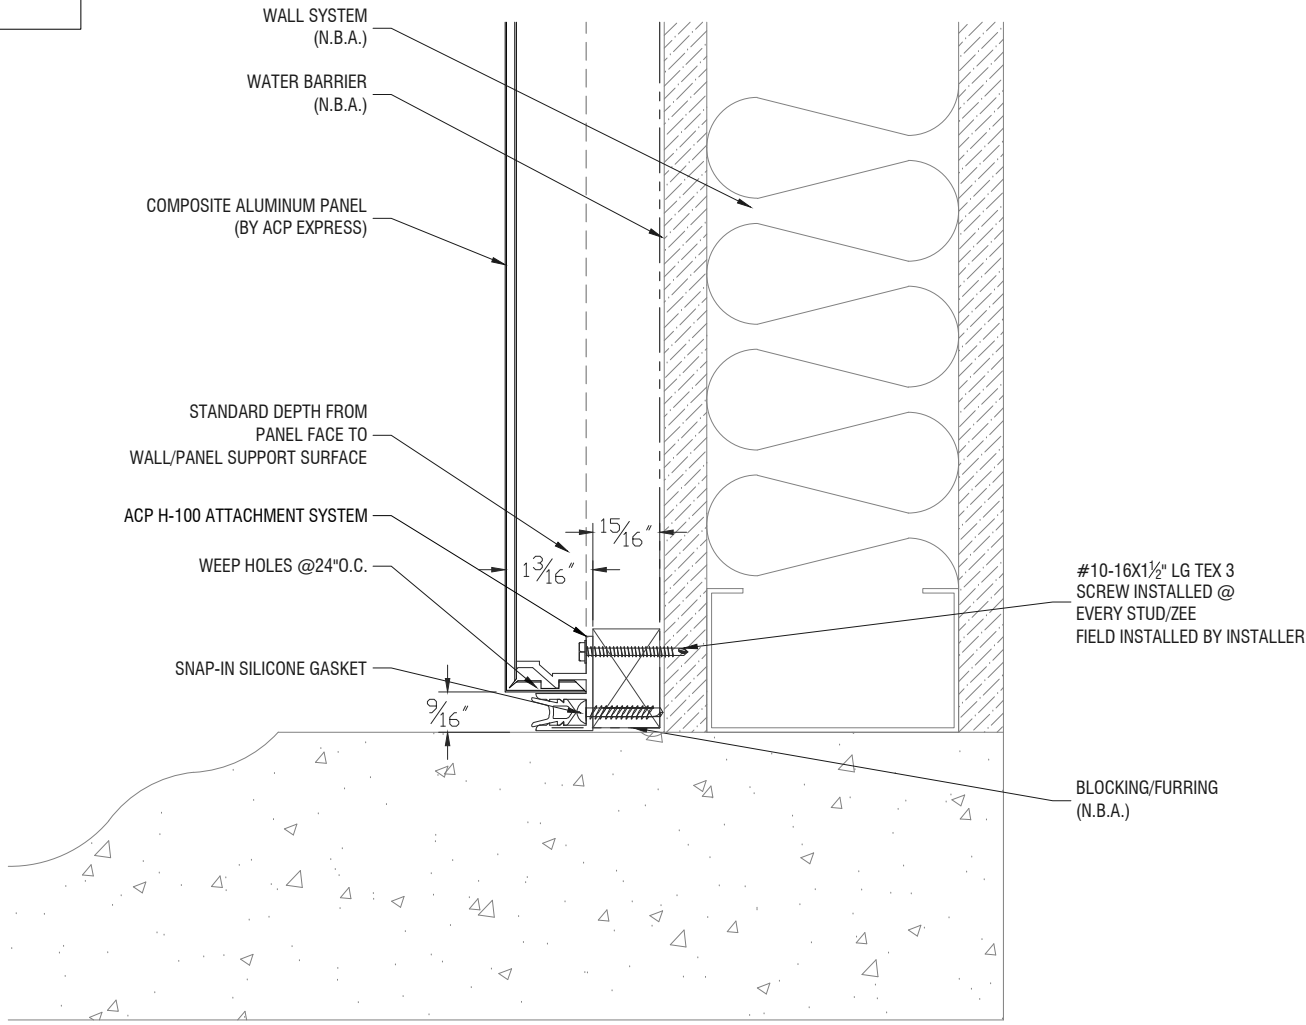 WALL SYSTEM
(N.B.A.)
WATER BARRIER
(N.B.A.)
COMPOSITE ALUMINUM PANEL
(BY ACP EXPRESS)
STANDARD DEPTH FROM
PANEL FACE TO
WALL/PANEL SUPPORT SURFACE
ACP H-100 ATTACHMENT SYSTEM
15/16"
WEEP HOLES @24"O.C.
1 3/16"
#10-16X1½" LG TEX 3
SCREW INSTALLED @
EVERY STUD/ZEE
FIELD INSTALLED BY INSTALLER
SNAP-IN SILICONE GASKET
9/16"
BLOCKING/FURRING
(N.B.A.)